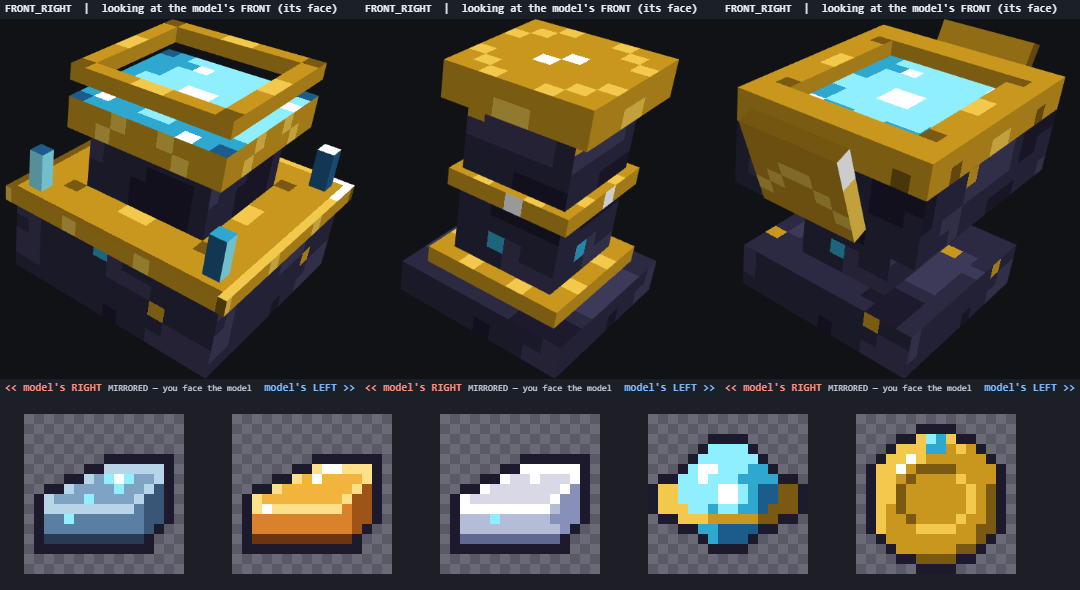 FRONT_RIGHT | looking at the model's FRONT (its face)
FRONT_RIGHT | looking at the model's FRONT (its face)
FRONT_RIGHT | looking at the model's FRONT (its face)
<< model's RIGHT MIRRORED — you face the model model's LEFT >>
<< model's RIGHT MIRRORED — you face the model model's LEFT >>
<< model's RIGHT MIRRORED — you face the model model's LEFT >>